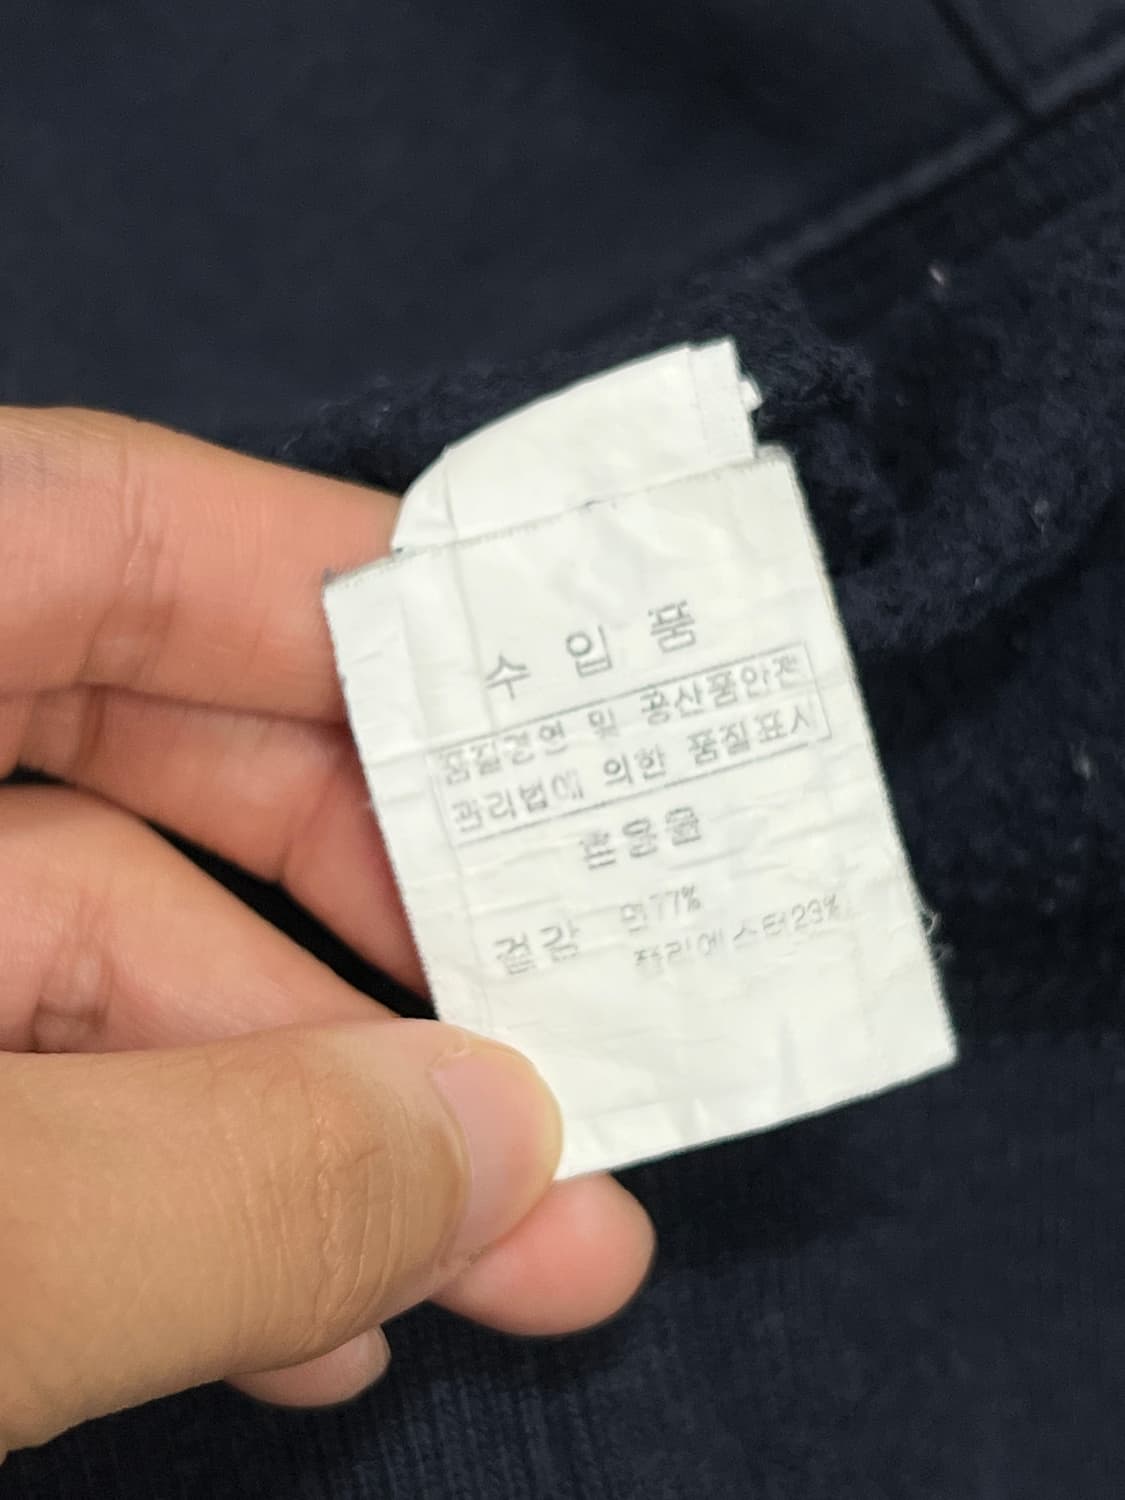 수 입 품
품질경영 및 공산품안전
관리법에 의한 품질표시
혼용율
겉감 면77%
폴리에스터23%